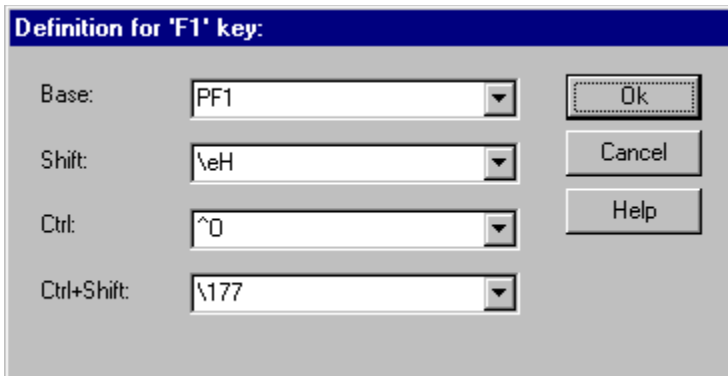 Definition for 'F1' key:
Base: PF1 Ok
Shift: \eH Cancel
Ctrl: ^O Help
Ctrl+Shift: \177